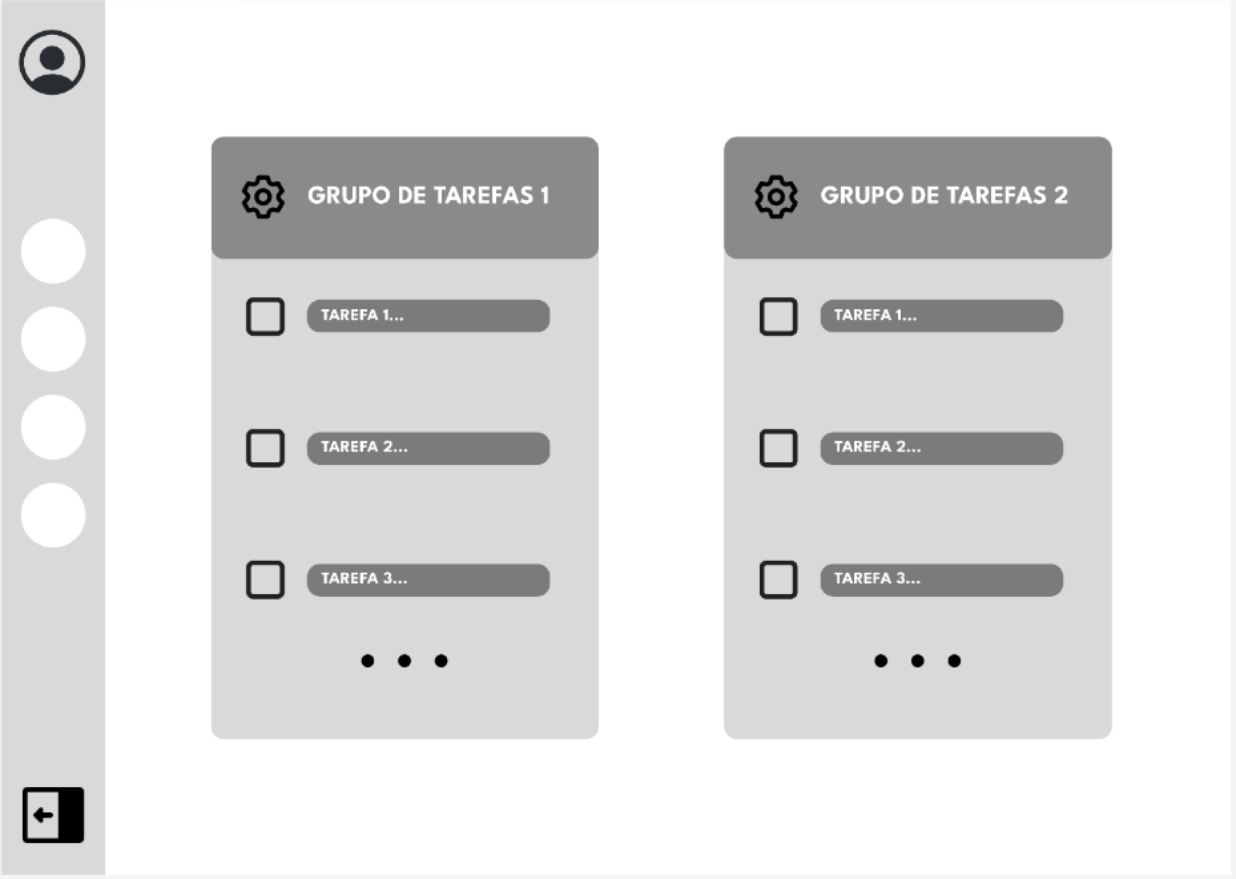 GRUPO DE TAREFAS 1
TAREFA 1...
TAREFA 2...
TAREFA 3...
GRUPO DE TAREFAS 2
TAREFA 1...
TAREFA 2...
TAREFA 3...